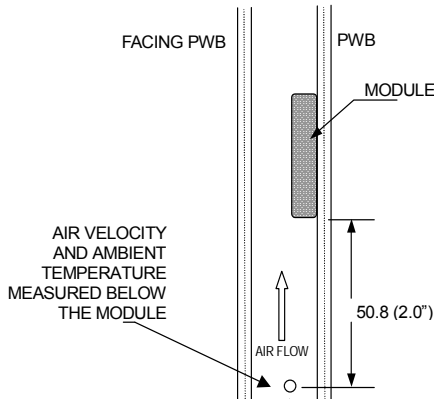 FACING PWB
PWB
MODULE
AIR VELOCITY
AND AMBIENT
TEMPERATURE
MEASURED BELOW
THE MODULE
AIR FLOW
50.8 (2.0")